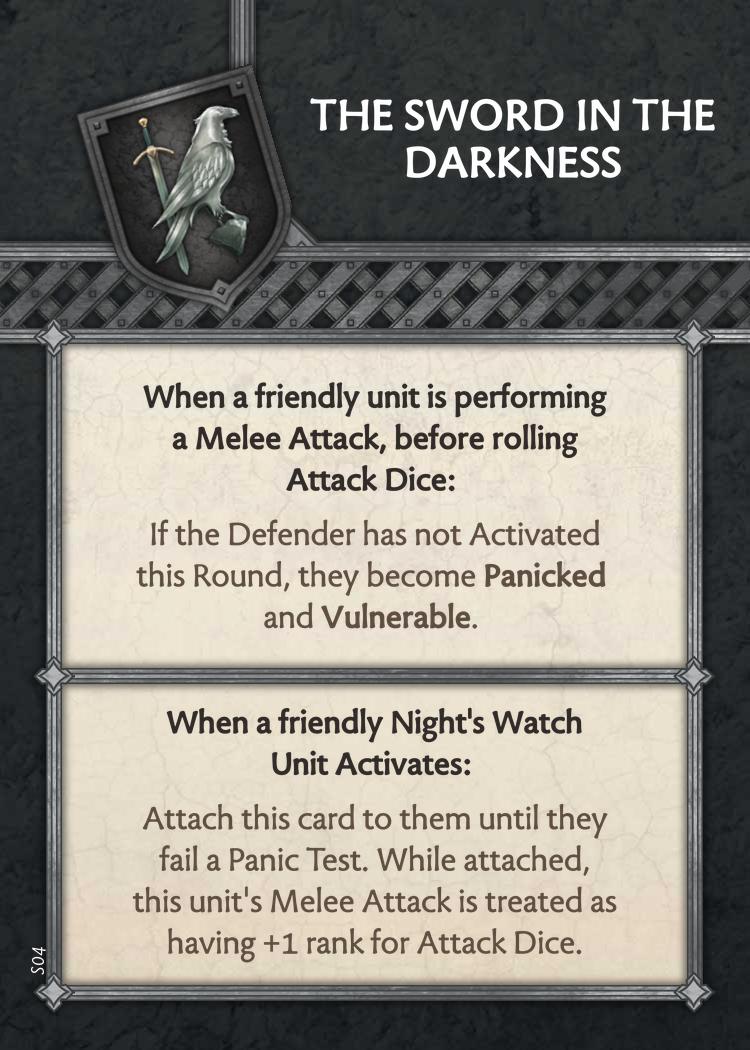 THE SWORD IN THE
DARKNESS
When a friendly unit is performing
a Melee Attack, before rolling
Attack Dice:
If the Defender has not Activated
this Round, they become Panicked
and Vulnerable.
When a friendly Night's Watch
Unit Activates:
Attach this card to them until they
fail a Panic Test. While attached,
this unit's Melee Attack is treated as
having +1 rank for Attack Dice.
S04